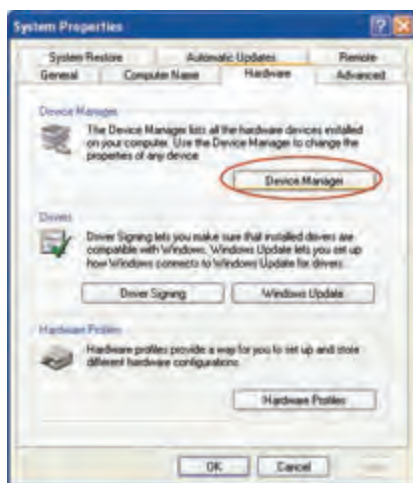 System Properties
System Restore Automatic Updates Remote
General Computer Name Hardware Advanced
Device Manager
The Device Manager lists all the hardware devices installed
on your computer. Use the Device Manager to change the
properties of any device.
Device Manager
Drivers
Driver Signing lets you make sure that installed drivers are
compatible with Windows. Windows Update lets you set up
how Windows connects to Windows Update for drivers.
Driver Signing Windows Update
Hardware Profiles
Hardware profiles provide a way for you to set up and store
different hardware configurations.
Hardware Profiles
OK Cancel